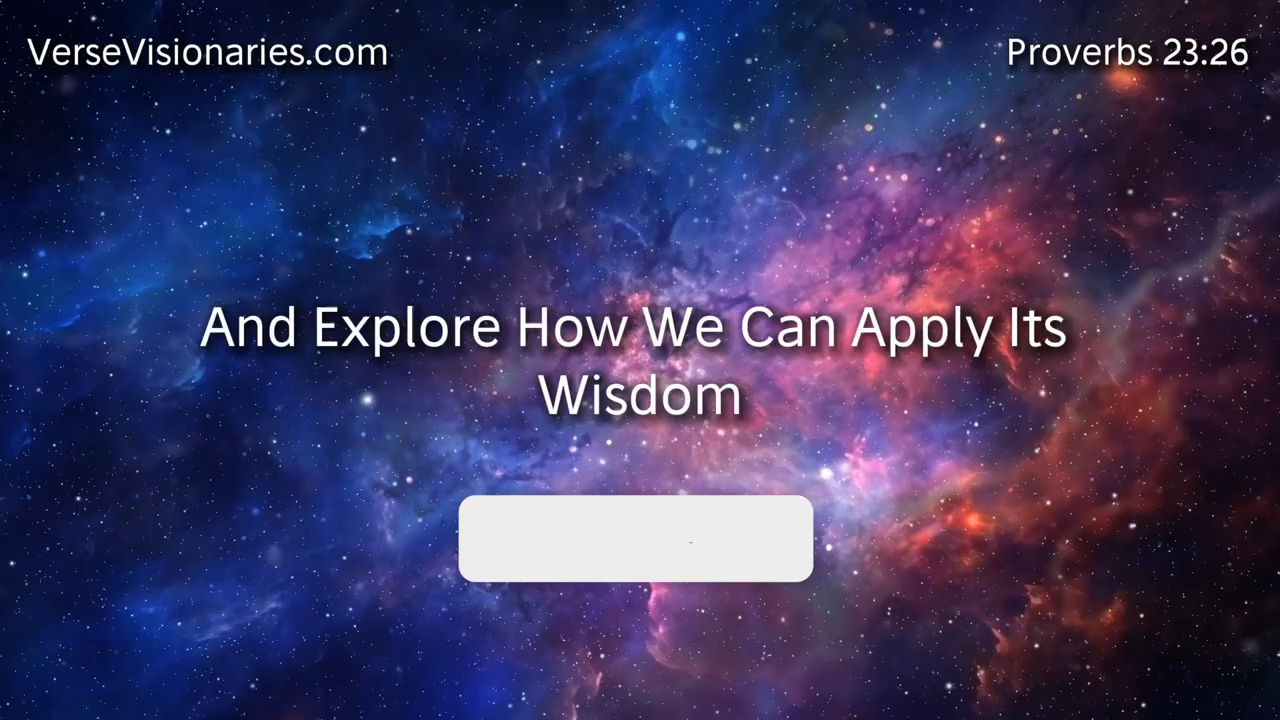 VerseVisionaries.com
Proverbs 23:26
And Explore How We Can Apply Its
Wisdom